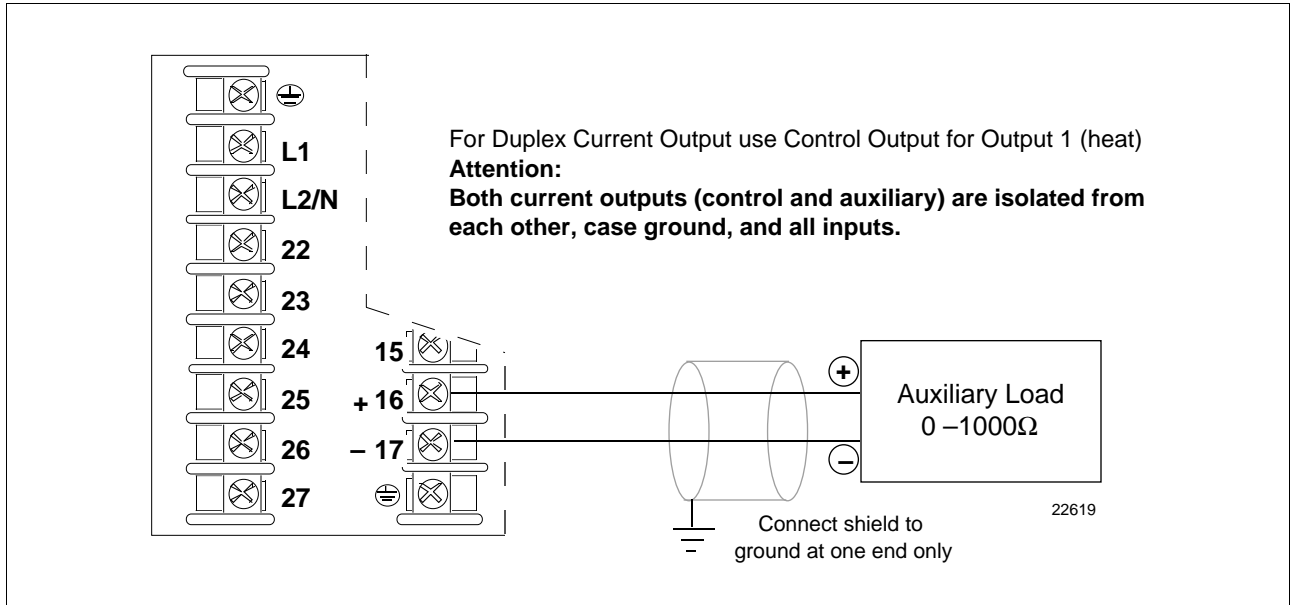 For Duplex Current Output use Control Output for Output 1 (heat)
Attention:
Both current outputs (control and auxiliary) are isolated from
each other, case ground, and all inputs.
L1
L2/N
22
23
24
25
26
27
15
+ 16
– 17
+
–
Auxiliary Load
0 –1000Ω
22619
Connect shield to
ground at one end only